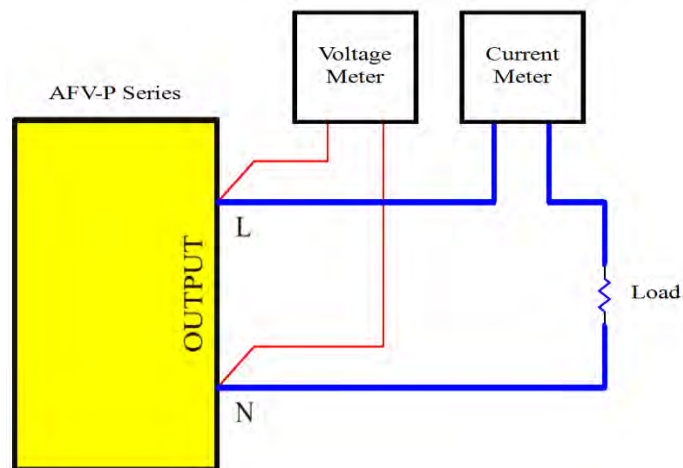 Voltage
Meter
Current
Meter
AFV-P Series
L
OUTPUT
Load
N